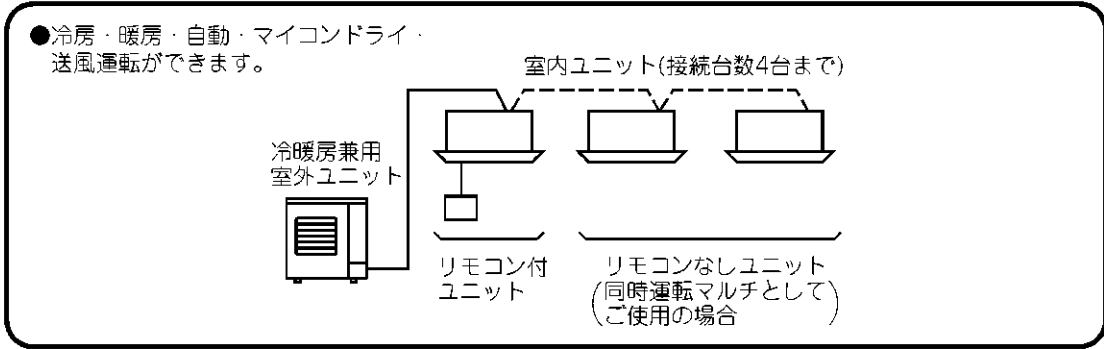 ●冷房・暖房・自動・マイコンドライ・
送風運転ができます。
室内ユニット(接続台数4台まで)
冷暖房兼用
室外ユニット
リモコン付
ユニット
リモコンなしユニット
(同時運転マルチとして
ご使用の場合)